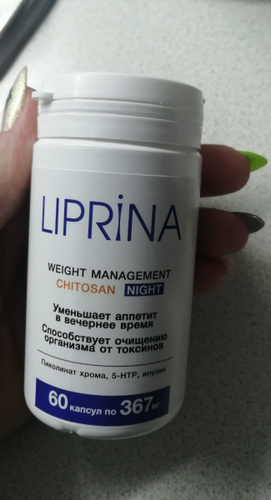 LIPRINA
WEIGHT MANAGEMENT
CHITOSAN NIGHT
Уменьшает аппетит
в вечернее время
Способствует очищению
организма от токсинов
Пиколинат хрома, 5-HTP, инулин
60 капсул по 367мг